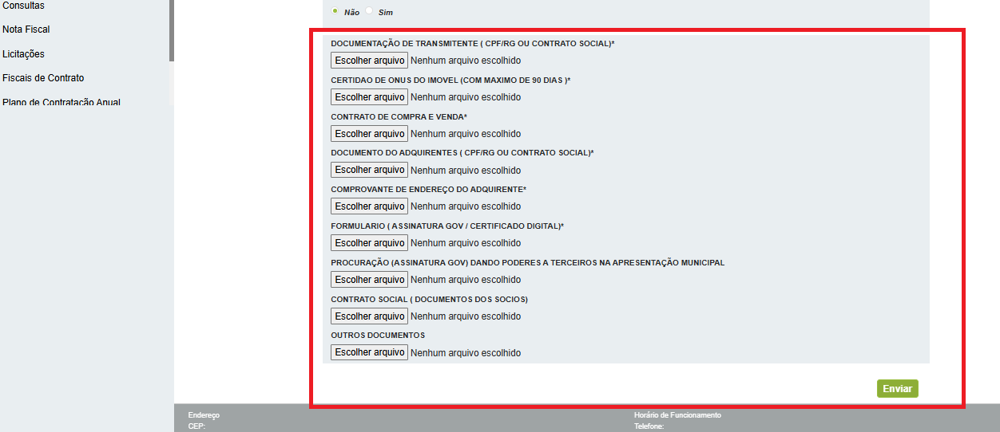 Consultas
Nota Fiscal
Licitações
Fiscais de Contrato
Plano de Contratação Anual
Não Sim
DOCUMENTAÇÃO DE TRANSMITENTE ( CPF/RG OU CONTRATO SOCIAL)*
Escolher arquivo Nenhum arquivo escolhido
CERTIDAO DE ONUS DO IMOVEL (COM MAXIMO DE 90 DIAS )*
Escolher arquivo Nenhum arquivo escolhido
CONTRATO DE COMPRA E VENDA*
Escolher arquivo Nenhum arquivo escolhido
DOCUMENTO DO ADQUIRENTES ( CPF/RG OU CONTRATO SOCIAL)*
Escolher arquivo Nenhum arquivo escolhido
COMPROVANTE DE ENDEREÇO DO ADQUIRENTE*
Escolher arquivo Nenhum arquivo escolhido
FORMULARIO ( ASSINATURA GOV / CERTIFICADO DIGITAL)*
Escolher arquivo Nenhum arquivo escolhido
PROCURAÇÃO (ASSINATURA GOV) DANDO PODERES A TERCEIROS NA APRESENTAÇÃO MUNICIPAL
Escolher arquivo Nenhum arquivo escolhido
CONTRATO SOCIAL ( DOCUMENTOS DOS SOCIOS)
Escolher arquivo Nenhum arquivo escolhido
OUTROS DOCUMENTOS
Escolher arquivo Nenhum arquivo escolhido
Enviar
Endereço
CEP:
Horário de Funcionamento
Telefone: